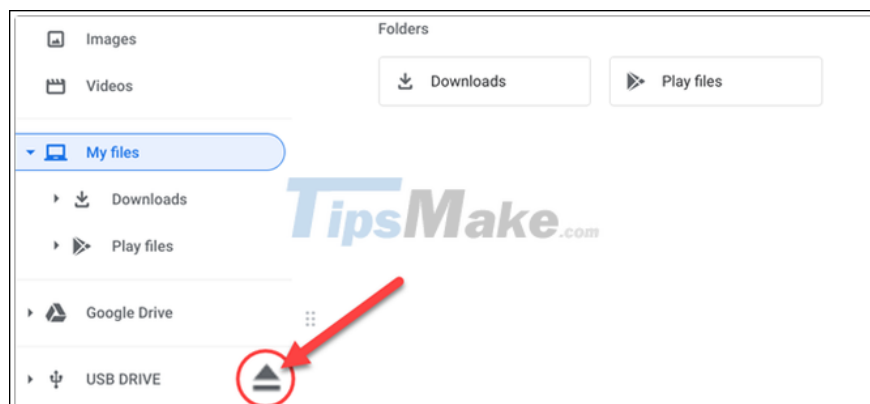 Images
Videos
My files
Downloads
Play files
Google Drive
USB DRIVE
Folders
Downloads
Play files
TipsMake.com